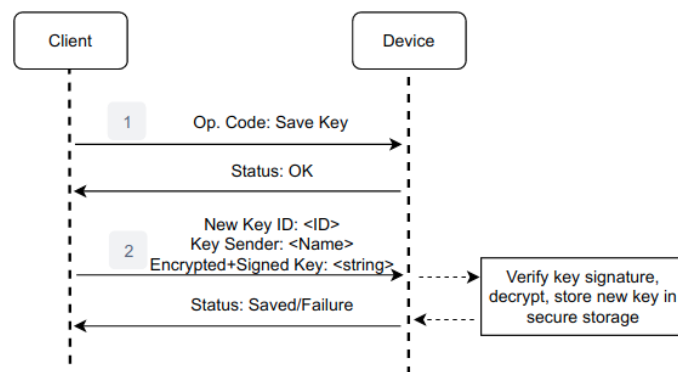 Client
Device
1
Op. Code: Save Key
Status: OK
New Key ID: <ID>
2
Key Sender: <Name>
Encrypted+Signed Key: <string>
Verify key signature,
decrypt, store new key in
secure storage
Status: Saved/Failure